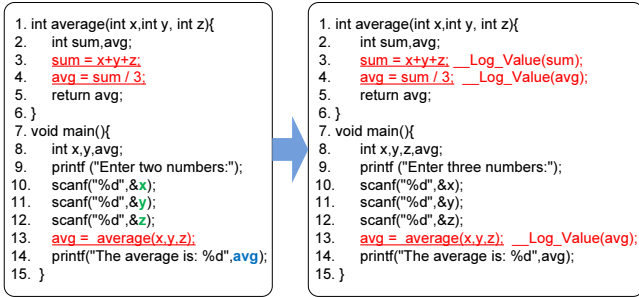 1. int average(int x,int y, int z){
2. int sum,avg;
3. sum = x+y+z;
4. avg = sum / 3;
5. return avg;
6. }
7. void main(){
8. int x,y,avg;
9. printf ("Enter two numbers:");
10. scanf("%d",&x);
11. scanf("%d",&y);
12. scanf("%d",&z);
13. avg = average(x,y,z);
14. printf("The average is: %d",avg);
15. }
1. int average(int x,int y, int z){
2. int sum,avg;
3. sum = x+y+z; __Log_Value(sum);
4. avg = sum / 3; __Log_Value(avg);
5. return avg;
6. }
7. void main(){
8. int x,y,z,avg;
9. printf ("Enter three numbers:");
10. scanf("%d",&x);
11. scanf("%d",&y);
12. scanf("%d",&z);
13. avg = average(x,y,z); __Log_Value(avg);
14. printf("The average is: %d",avg);
15. }